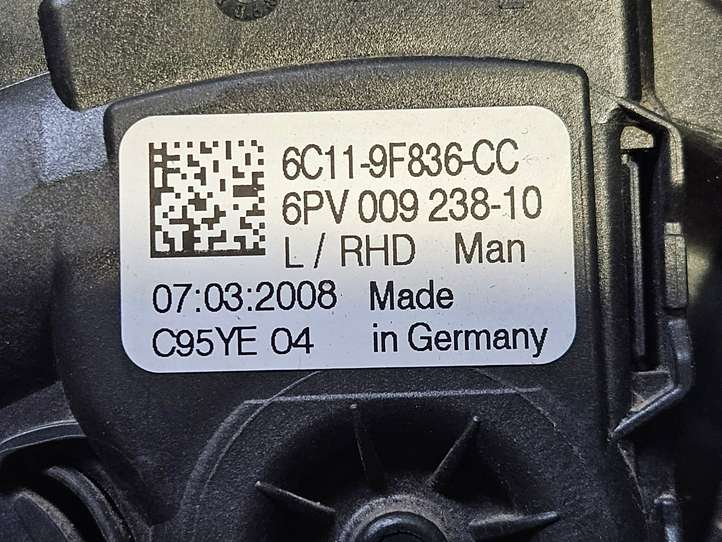 6C11-9F836-CC
6PV 009 238-10
L / RHD Man
07:03:2008 Made
C95YE 04 in Germany